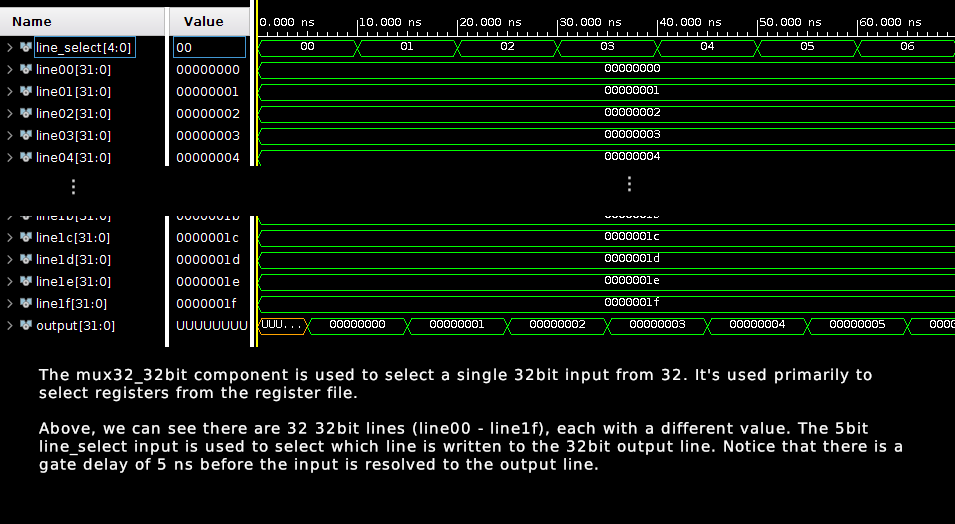 Name Value 0.000 ns 10.000 ns 20.000 ns 30.000 ns 40.000 ns 50.000 ns 60.000 ns
line_select[4:0] 00 00 01 02 03 04 05 06
line00[31:0] 00000000 00000000
line01[31:0] 00000001 00000001
line02[31:0] 00000002 00000002
line03[31:0] 00000003 00000003
line04[31:0] 00000004 00000004
⋮ ⋮
line1b[31:0] 0000001b
line1c[31:0] 0000001c 0000001c
line1d[31:0] 0000001d 0000001d
line1e[31:0] 0000001e 0000001e
line1f[31:0] 0000001f 0000001f
output[31:0] UUUUUUUU UUU... 00000000 00000001 00000002 00000003 00000004 00000005 0000
The mux32_32bit component is used to select a single 32bit input from 32. It's used primarily to
select registers from the register file.
Above, we can see there are 32 32bit lines (line00 - line1f), each with a different value. The 5bit
line_select input is used to select which line is written to the 32bit output line. Notice that there is a
gate delay of 5 ns before the input is resolved to the output line.